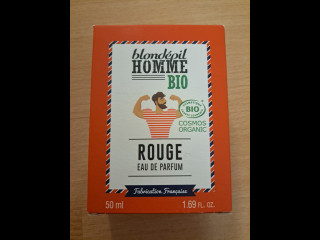 blondépil
HOMME
BIO
BIO
COSMOS
ORGANIC
ROUGE
EAU DE PARFUM
Fabrication Française
50 ml 1.69 FL. OZ.